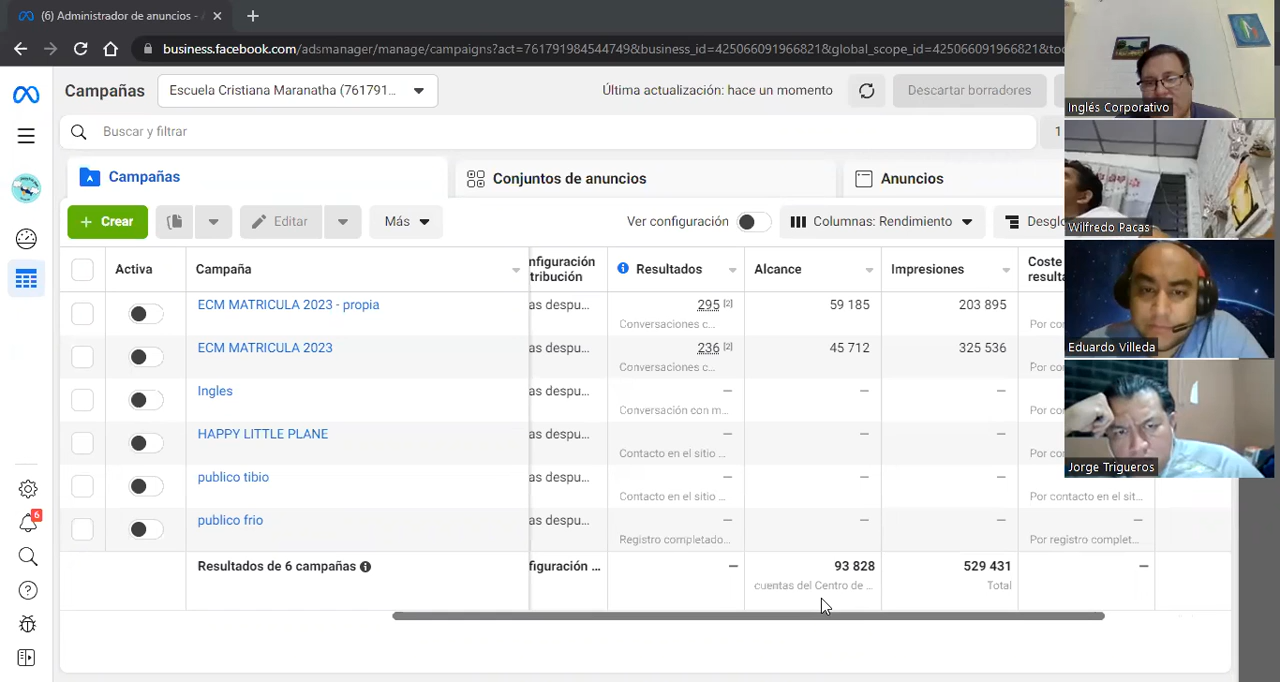 (6) Administrador de anuncios -
business.facebook.com/adsmanager/manage/campaigns?act=761791984544749&business_id=425066091966821&global_scope_id=425066091966821&too
Campañas
Escuela Cristiana Maranatha (761791...
Última actualización: hace un momento
Descartar borradores
Buscar y filtrar
1
Campañas
Conjuntos de anuncios
Anuncios
+ Crear
Editar
Más
Ver configuración
Columnas: Rendimiento
Desglo
Activa
Campaña
nfiguración
tribución
Resultados
Alcance
Impresiones
Coste
resulta
ECM MATRICULA 2023 - propia
as despu...
295 [2]
Conversaciones c...
59 185
203 895
Por con
ECM MATRICULA 2023
as despu...
236 [2]
Conversaciones c...
45 712
325 536
Por co
Ingles
as despu...
—
Conversación con m...
—
—
Por co
HAPPY LITTLE PLANE
as despu...
—
Contacto en el sitio ...
—
—
Por co
publico tibio
as despu...
—
Contacto en el sitio ...
—
—
Por contacto en el sit...
publico frio
as despu...
—
Registro completado...
—
—
—
Por registro complet...
Resultados de 6 campañas
figuración ...
—
93 828
cuentas del Centro de ...
529 431
Total
—
6
Inglés Corporativo
Wilfredo Pacas
Eduardo Villeda
Jorge Trigueros